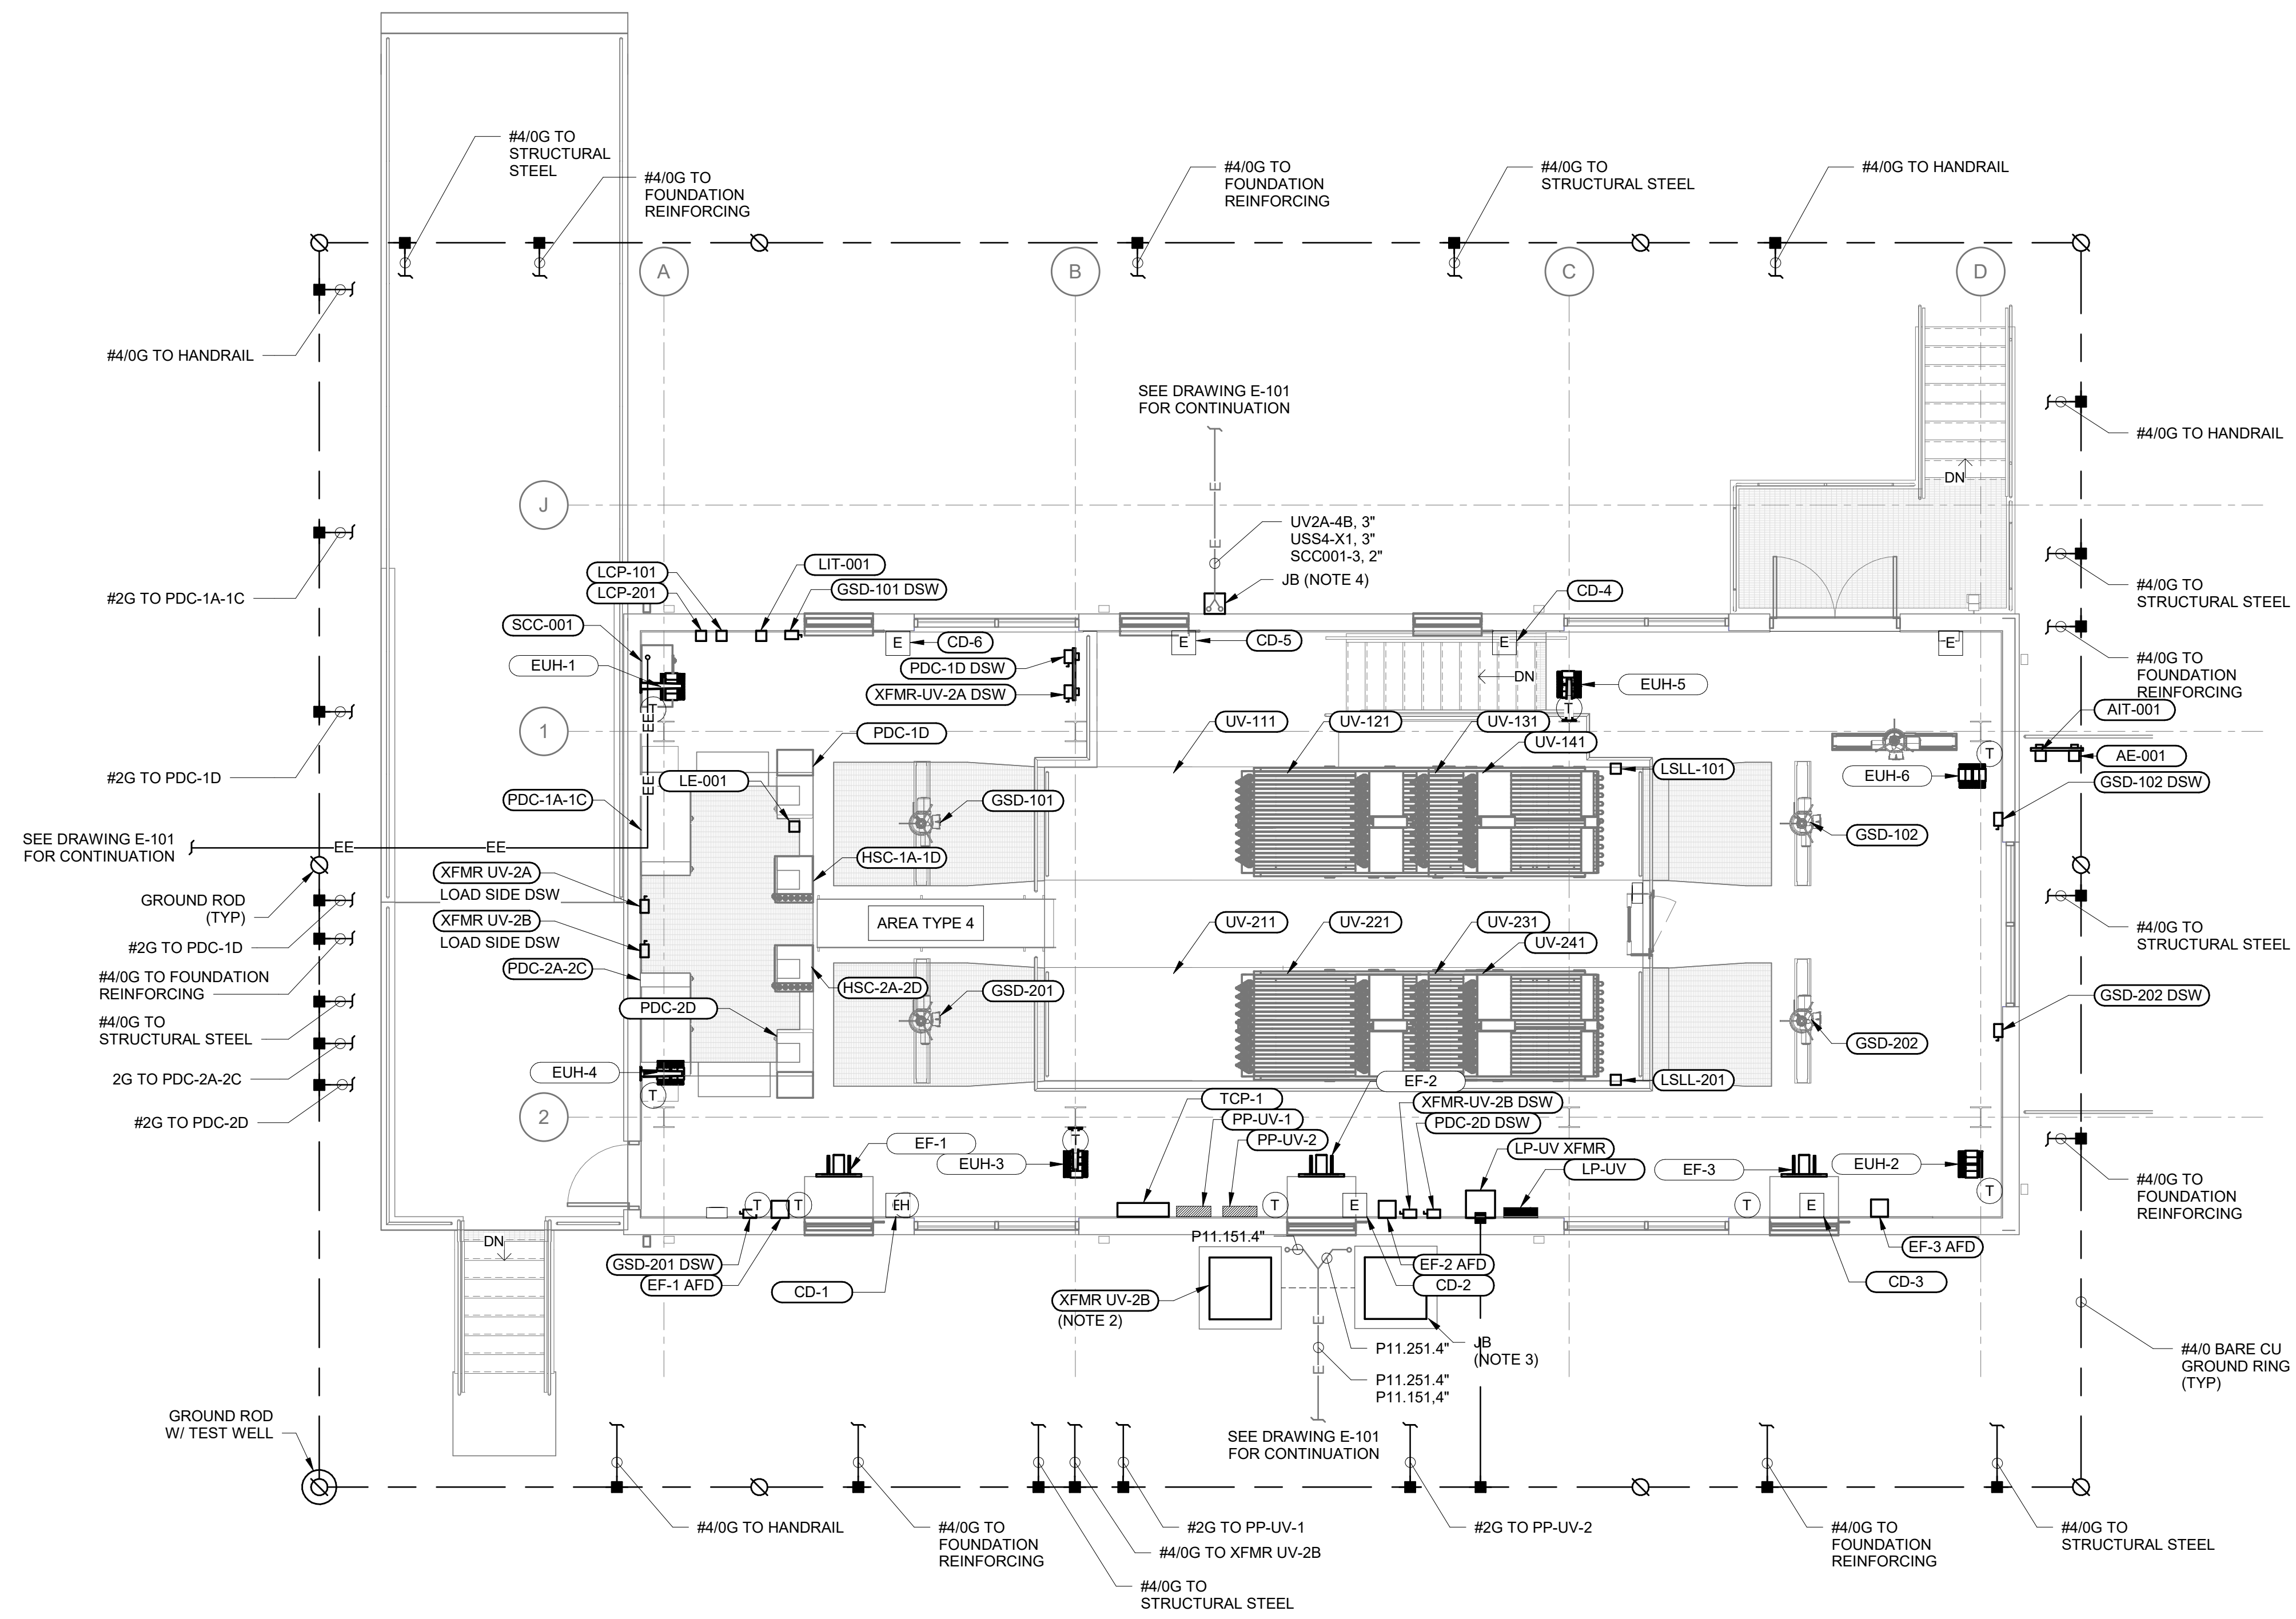 #4/0G TO
STRUCTURAL
STEEL
#4/0G TO
FOUNDATION
REINFORCING
#4/0G TO
FOUNDATION
REINFORCING
#4/0G TO
STRUCTURAL STEEL
#4/0G TO HANDRAIL
A
B
C
D
#4/0G TO HANDRAIL
SEE DRAWING E-101
FOR CONTINUATION
#4/0G TO HANDRAIL
DN
J
E
E
UV2A-4B, 3"
USS4-X1, 3"
SCC001-3, 2"
JB (NOTE 4)
#2G TO PDC-1A-1C
LCP-101
LCP-201
LIT-001
GSD-101 DSW
CD-4
#4/0G TO
STRUCTURAL STEEL
SCC-001
E
CD-6
E
CD-5
E
E
EUH-1
PDC-1D DSW
XFMR-UV-2A DSW
DN
EUH-5
#4/0G TO
FOUNDATION
REINFORCING
T
EE
T
AIT-001
1
UV-111
UV-121
UV-131
UV-141
PDC-1D
#2G TO PDC-1D
LE-001
EE
LSLL-101
T
EUH-6
AE-001
GSD-102 DSW
PDC-1A-1C
GSD-101
GSD-102
SEE DRAWING E-101
FOR CONTINUATION
EE
EE
HSC-1A-1D
XFMR UV-2A
LOAD SIDE DSW
GROUND ROD
(TYP)
XFMR UV-2B
LOAD SIDE DSW
AREA TYPE 4
UV-211
UV-221
UV-231
UV-241
#4/0G TO
STRUCTURAL STEEL
#2G TO PDC-1D
PDC-2A-2C
#4/0G TO FOUNDATION
REINFORCING
HSC-2A-2D
GSD-201
GSD-202 DSW
PDC-2D
#4/0G TO
STRUCTURAL STEEL
GSD-202
2G TO PDC-2A-2C
EUH-4
T
EF-2
LSLL-201
#2G TO PDC-2D
2
TCP-1
PP-UV-1
PP-UV-2
XFMR-UV-2B DSW
PDC-2D DSW
LP-UV XFMR
LP-UV
EF-1
T
EUH-3
EF-3
EUH-2
#4/0G TO
FOUNDATION
REINFORCING
T
T
EH
T
E
T
E
T
DN
P11.151.4"
GSD-201 DSW
EF-1 AFD
CD-1
XFMR UV-2B
(NOTE 2)
EF-2 AFD
CD-2
EF-3 AFD
CD-3
E
E
P11.251.4"
JB
(NOTE 3)
P11.251.4"
P11.151,4"
#4/0 BARE CU
GROUND RING
(TYP)
GROUND ROD
W/ TEST WELL
SEE DRAWING E-101
FOR CONTINUATION
#4/0G TO HANDRAIL
#4/0G TO
FOUNDATION
REINFORCING
#2G TO PP-UV-1
#4/0G TO XFMR UV-2B
#4/0G TO
STRUCTURAL STEEL
#2G TO PP-UV-2
#4/0G TO
FOUNDATION
REINFORCING
#4/0G TO
STRUCTURAL STEEL